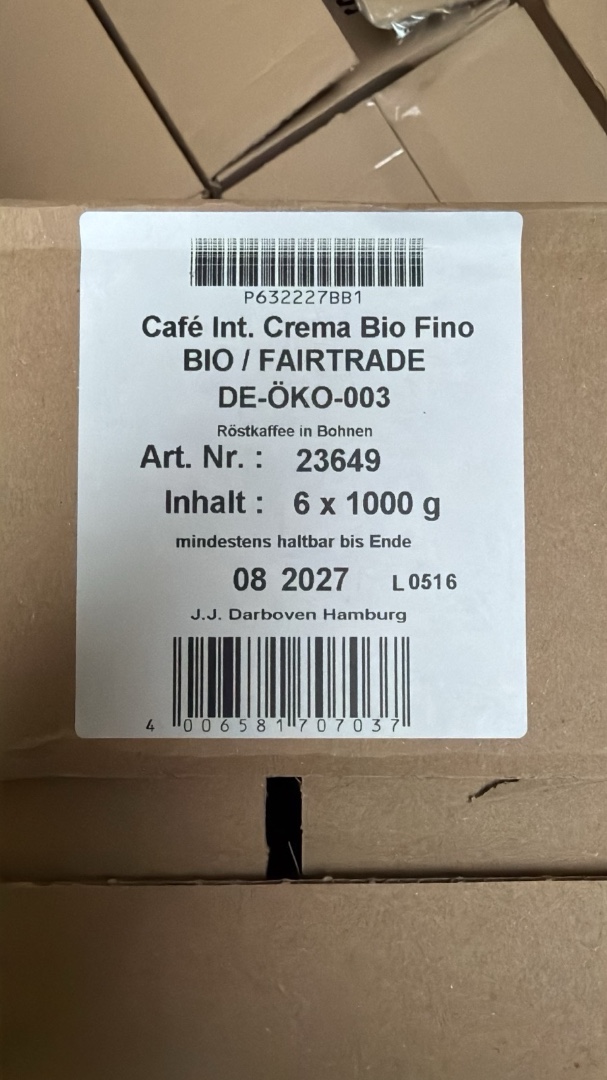 P632227BB1
Café Int. Crema Bio Fino
BIO / FAIRTRADE
DE-ÖKO-003
Röstkaffee in Bohnen
Art. Nr. : 23649
Inhalt : 6 x 1000 g
mindestens haltbar bis Ende
08 2027 L 0516
J.J. Darboven Hamburg
4 006581 707037